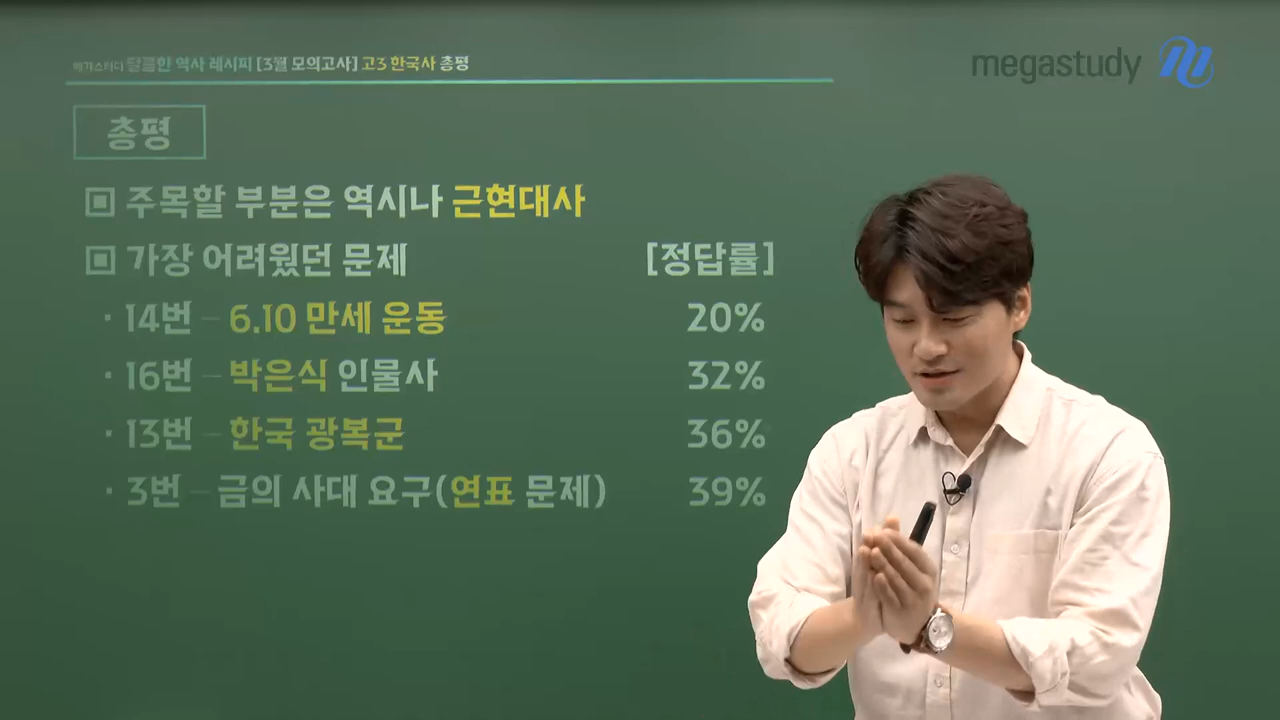 메가스터디 달콤인 역사 레시피 [3월 모의고사] 고3 한국사 총평
megastudy
총평
주목할 부분은 역시나 근현대사
가장 어려웠던 문제 [정답률]
· 14번 – 6.10 만세 운동 20%
· 16번 – 박은식 인물사 32%
· 13번 – 한국 광복군 36%
· 3번 – 금의 사대 요구(연표 문제) 39%